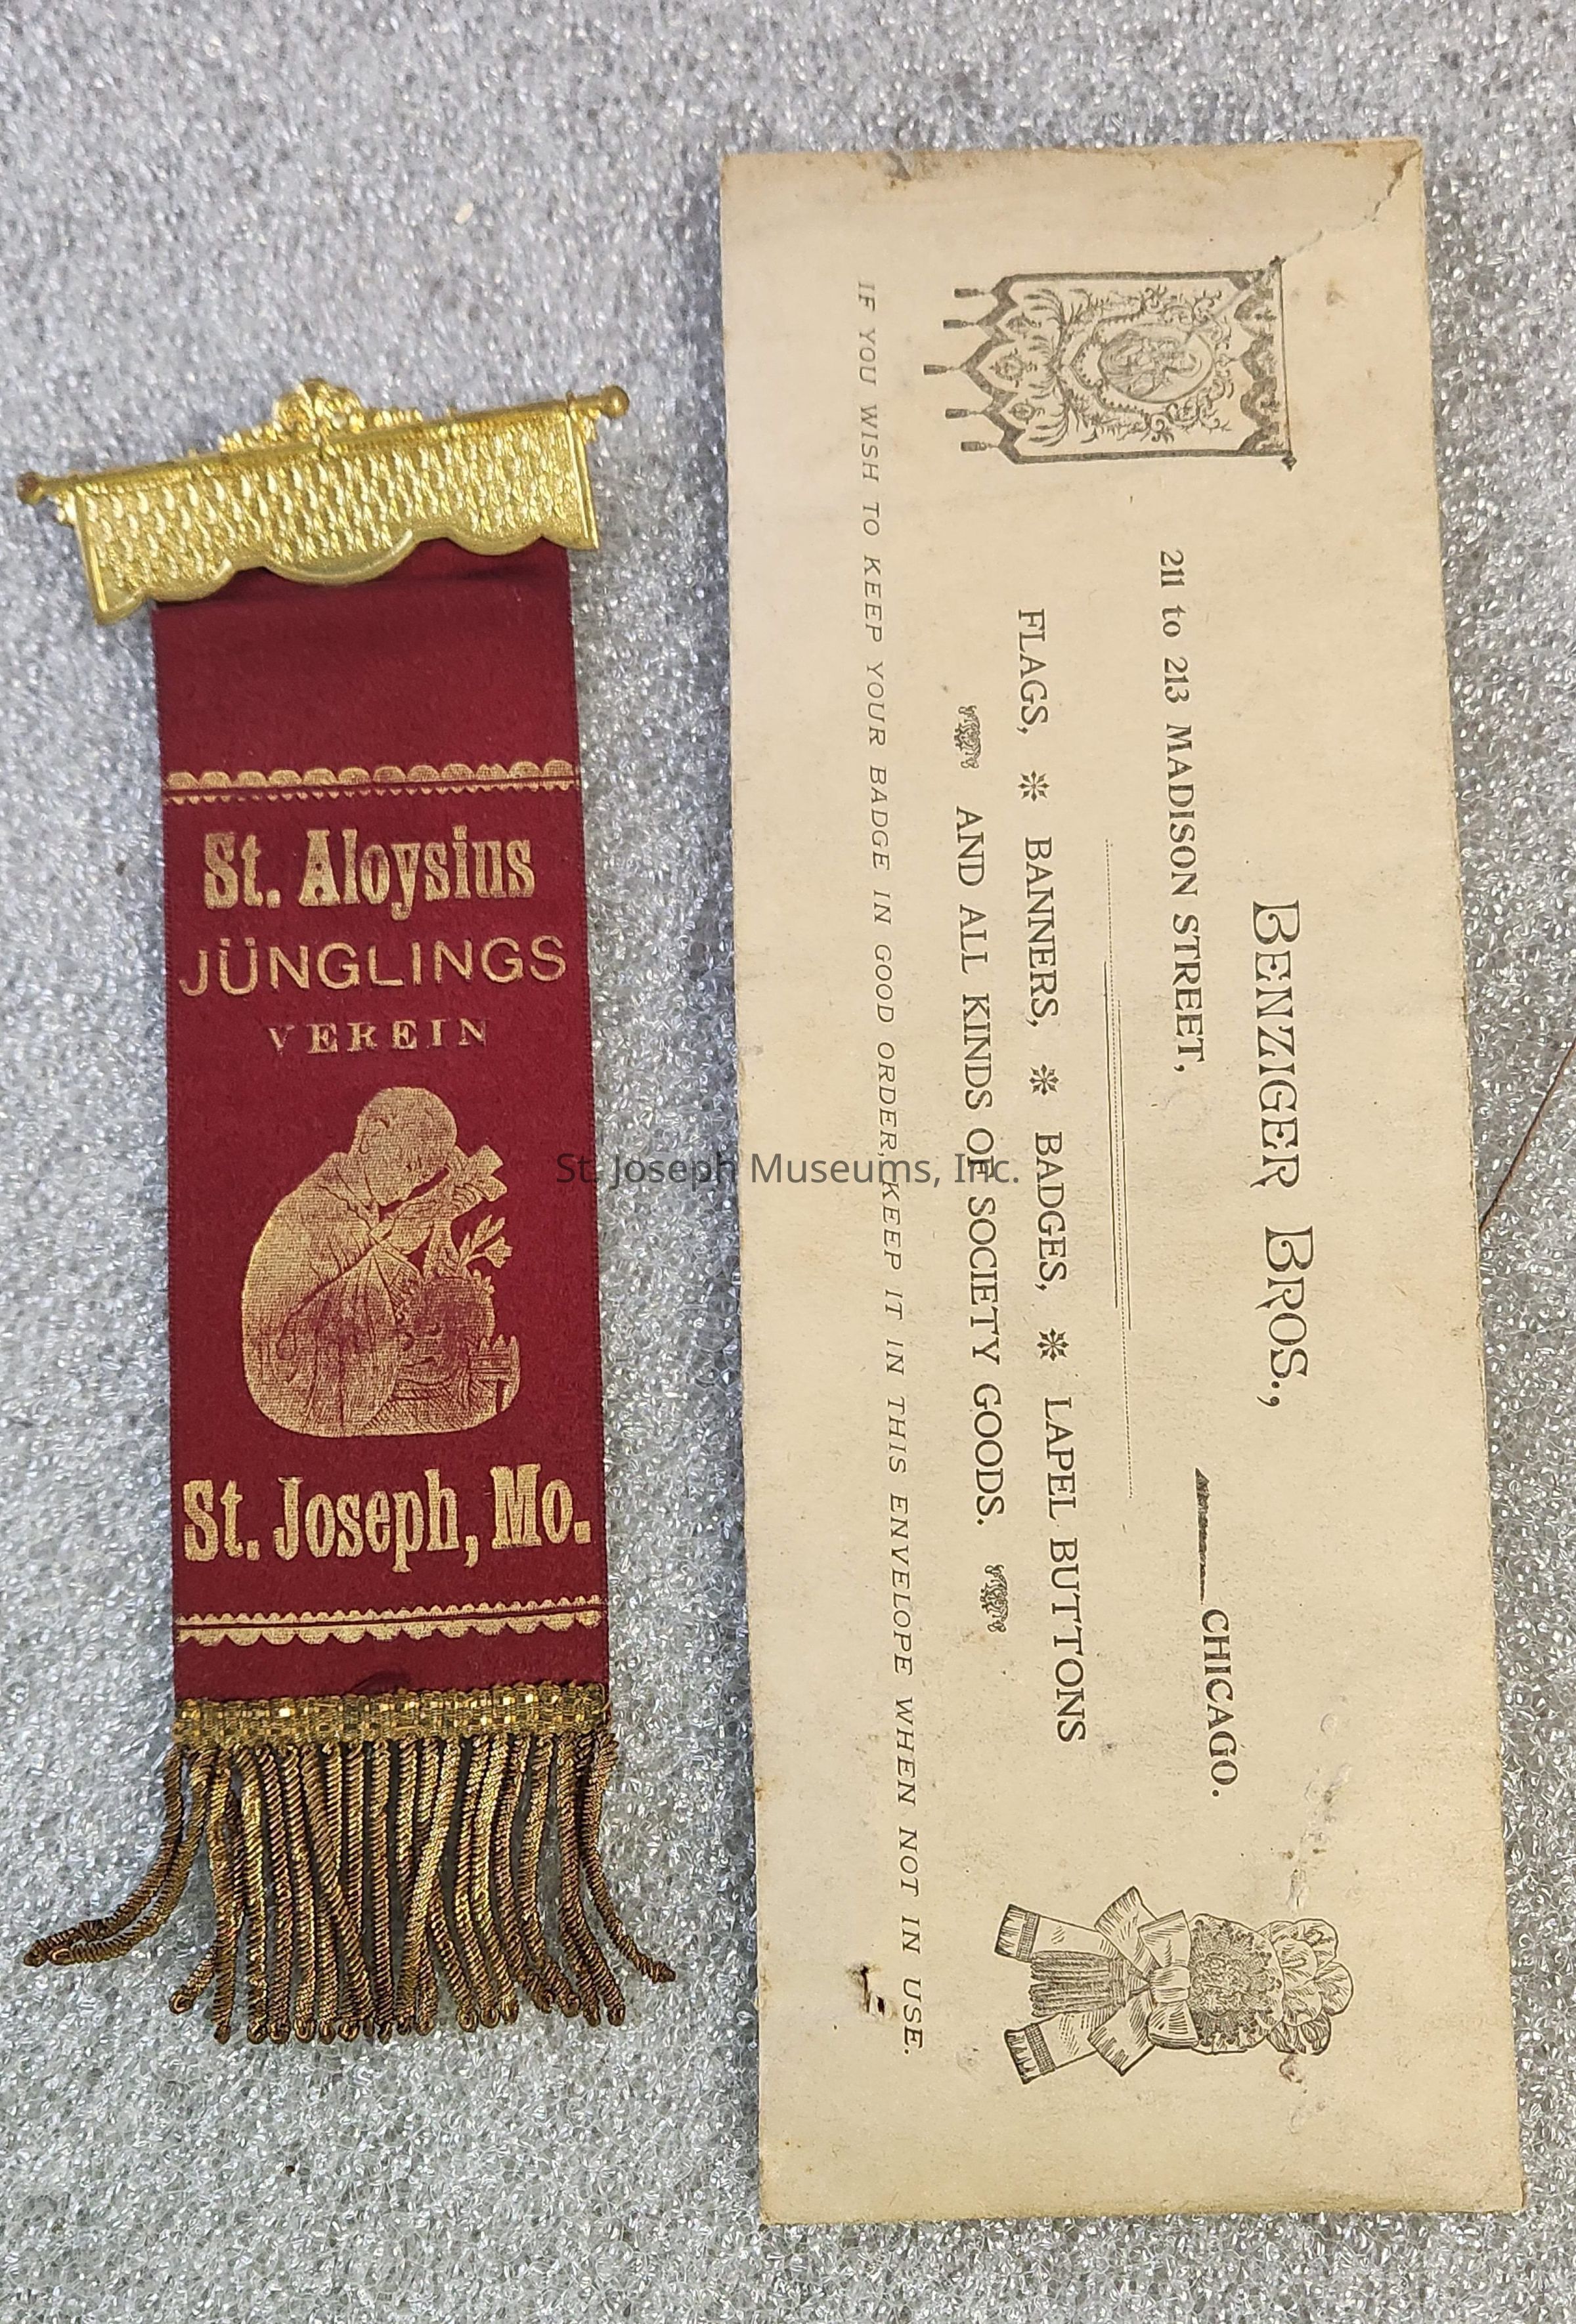 St. Aloysius
JÜNGLINGS
VEREIN
St. Joseph, Mo.
BENZIGER BROS.,
211 to 213 MADISON STREET, CHICAGO.
FLAGS, BANNERS, BADGES, LAPEL BUTTONS
AND ALL KINDS OF SOCIETY GOODS.
IF YOU WISH TO KEEP YOUR BADGE IN GOOD ORDER, KEEP IT IN THIS ENVELOPE WHEN NOT IN USE.
St. Joseph Museums, Inc.